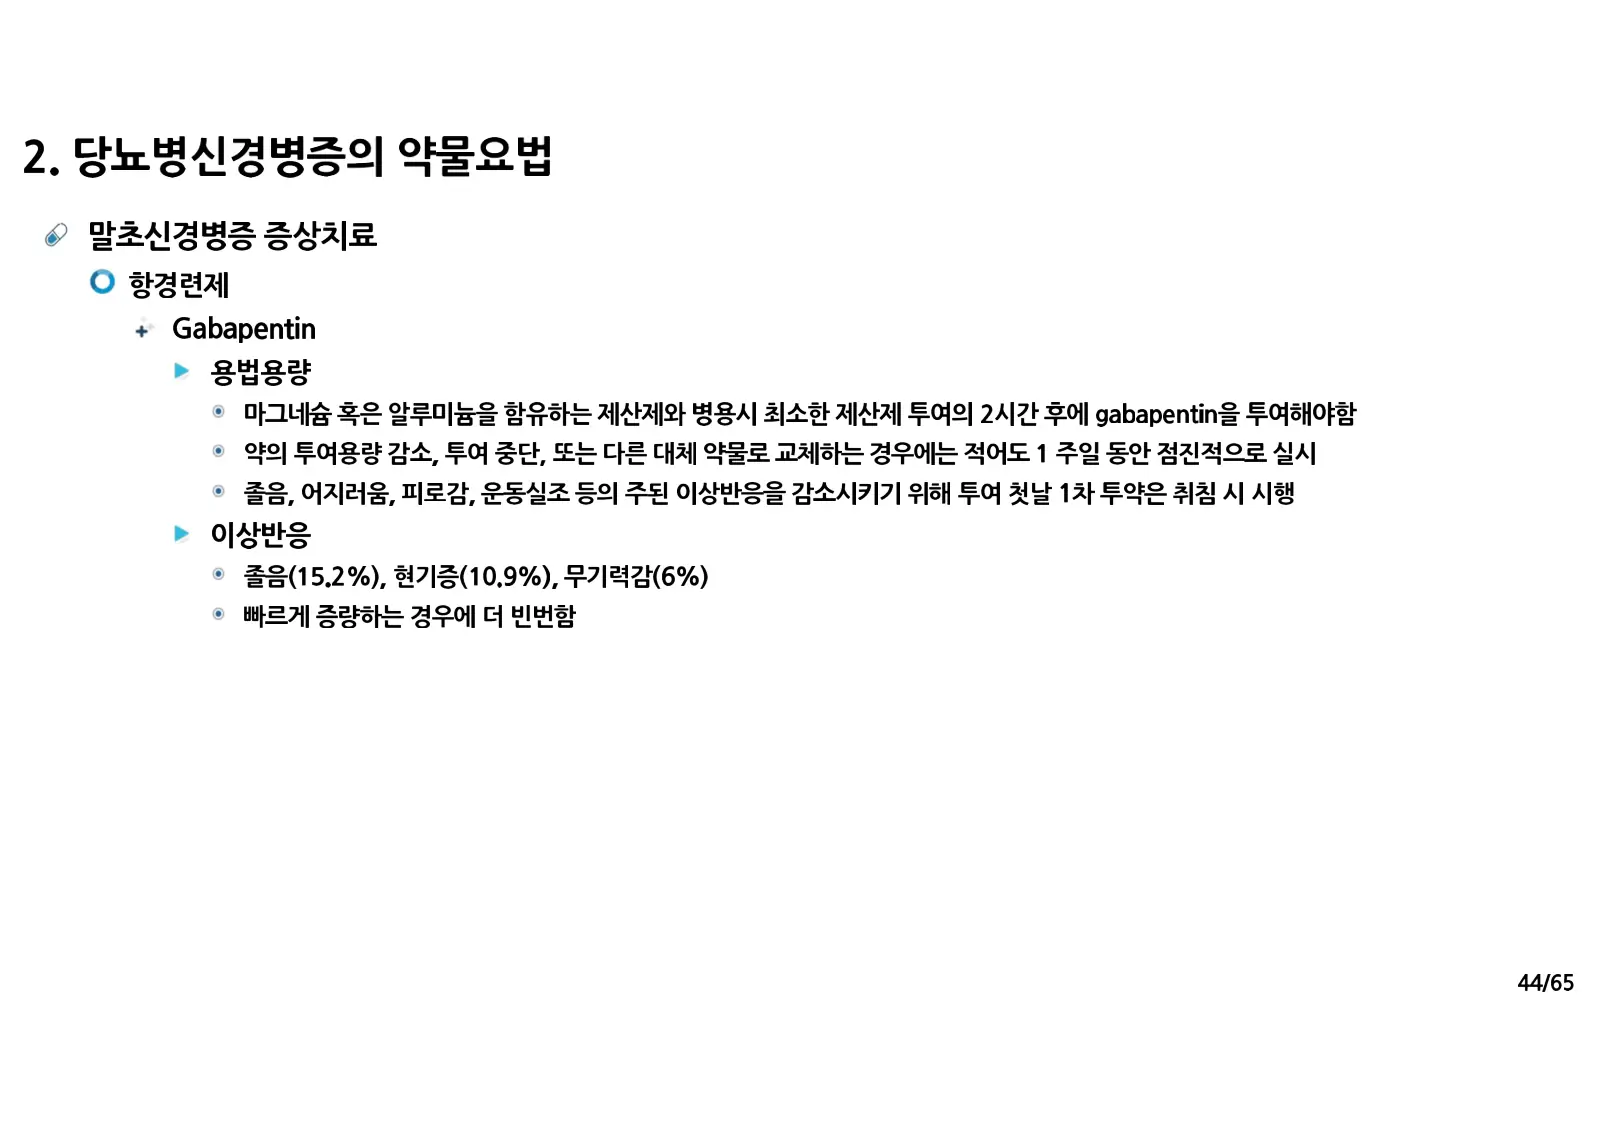 2. 당뇨병신경병증의 약물요법
말초신경병증 증상치료
항경련제
Gabapentin
용법용량
마그네슘 혹은 알루미늄을 함유하는 제산제와 병용시 최소한 제산제 투여의 2시간 후에 gabapentin을 투여해야함
약의 투여용량 감소, 투여 중단, 또는 다른 대체 약물로 교체하는 경우에는 적어도 1 주일 동안 점진적으로 실시
졸음, 어지러움, 피로감, 운동실조 등의 주된 이상반응을 감소시키기 위해 투여 첫날 1차 투약은 취침 시 시행
이상반응
졸음(15.2%), 현기증(10.9%), 무기력감(6%)
빠르게 증량하는 경우에 더 빈번함
44/65